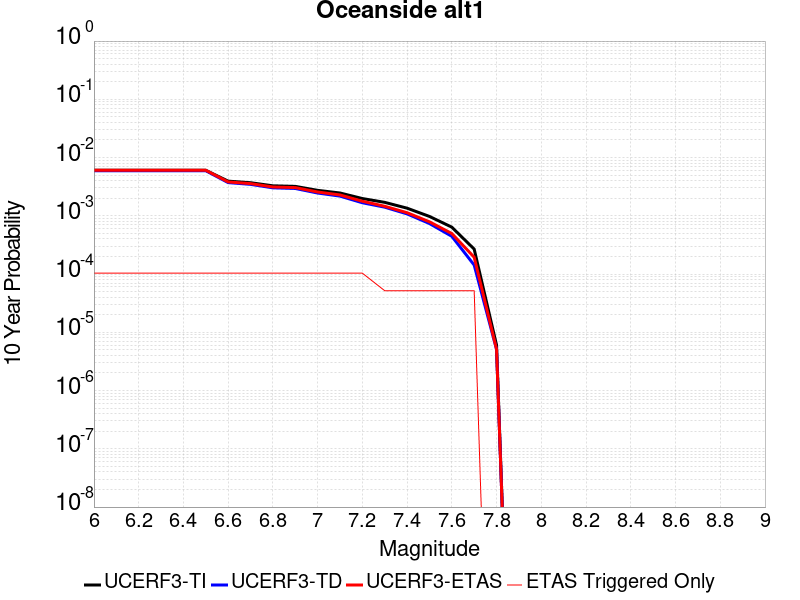 Oceanside alt1
10 Year Probability
10^0
10^-1
10^-2
10^-3
10^-4
10^-5
10^-6
10^-7
10^-8
6 6.2 6.4 6.6 6.8 7 7.2 7.4 7.6 7.8 8 8.2 8.4 8.6 8.8 9
Magnitude
UCERF3-TI UCERF3-TD UCERF3-ETAS ETAS Triggered Only